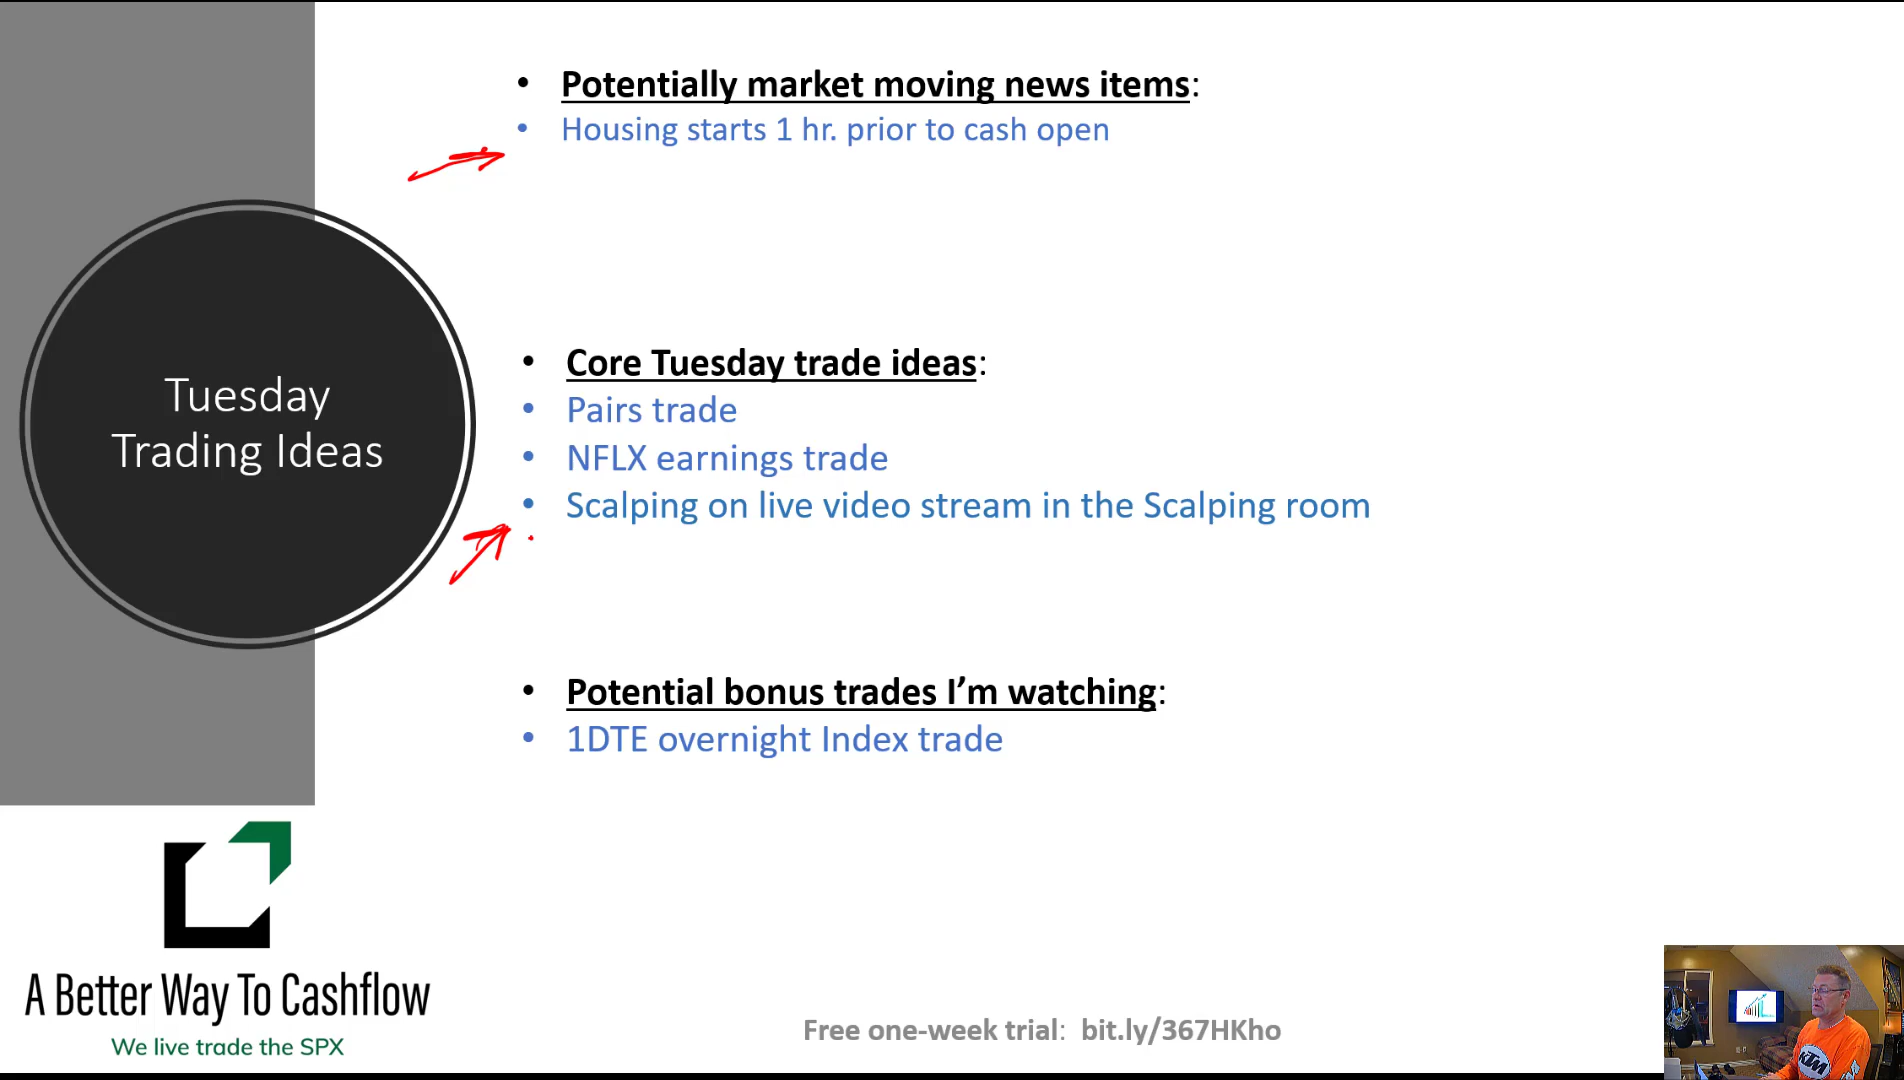 Potentially market moving news items:
Housing starts 1 hr. prior to cash open
Tuesday
Trading Ideas
Core Tuesday trade ideas:
Pairs trade
NFLX earnings trade
Scalping on live video stream in the Scalping room
Potential bonus trades I’m watching:
1DTE overnight Index trade
A Better Way To Cashflow
We live trade the SPX
Free one-week trial: bit.ly/367HKho
KTM